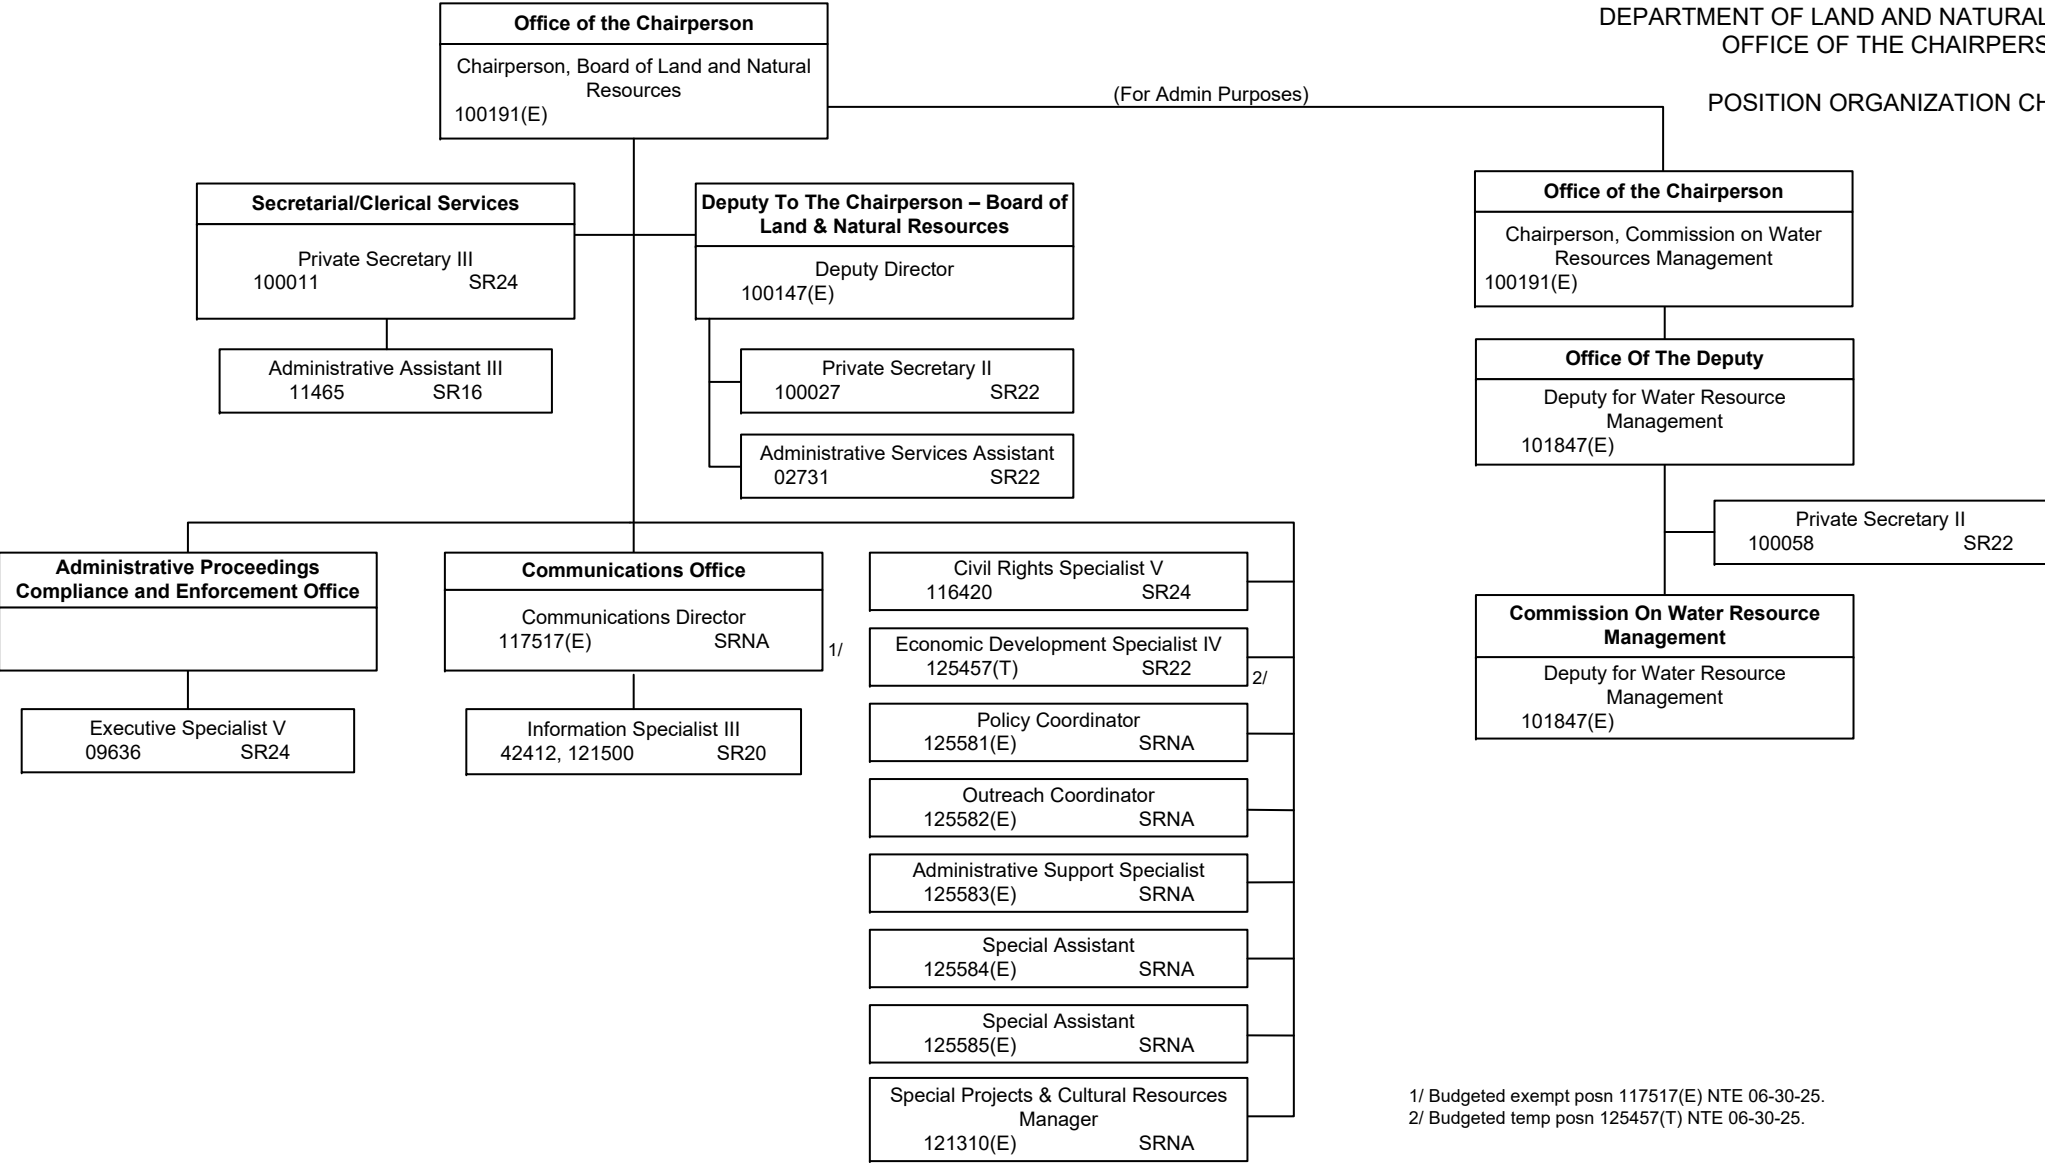 DEPARTMENT OF LAND AND NATURAL
OFFICE OF THE CHAIRPERS
POSITION ORGANIZATION CH
Office of the Chairperson
Chairperson, Board of Land and Natural
Resources
100191(E)
(For Admin Purposes)
Secretarial/Clerical Services
Private Secretary III
100011 SR24
Administrative Assistant III
11465 SR16
Deputy To The Chairperson – Board of
Land & Natural Resources
Deputy Director
100147(E)
Private Secretary II
100027 SR22
Administrative Services Assistant
02731 SR22
Office of the Chairperson
Chairperson, Commission on Water
Resources Management
100191(E)
Office Of The Deputy
Deputy for Water Resource
Management
101847(E)
Private Secretary II
100058 SR22
Commission On Water Resource
Management
Deputy for Water Resource
Management
101847(E)
Administrative Proceedings
Compliance and Enforcement Office
Executive Specialist V
09636 SR24
Communications Office
Communications Director
117517(E) SRNA
1/
Information Specialist III
42412, 121500 SR20
Civil Rights Specialist V
116420 SR24
Economic Development Specialist IV
125457(T) SR22
2/
Policy Coordinator
125581(E) SRNA
Outreach Coordinator
125582(E) SRNA
Administrative Support Specialist
125583(E) SRNA
Special Assistant
125584(E) SRNA
Special Assistant
125585(E) SRNA
Special Projects & Cultural Resources
Manager
121310(E) SRNA
1/ Budgeted exempt posn 117517(E) NTE 06-30-25.
2/ Budgeted temp posn 125457(T) NTE 06-30-25.